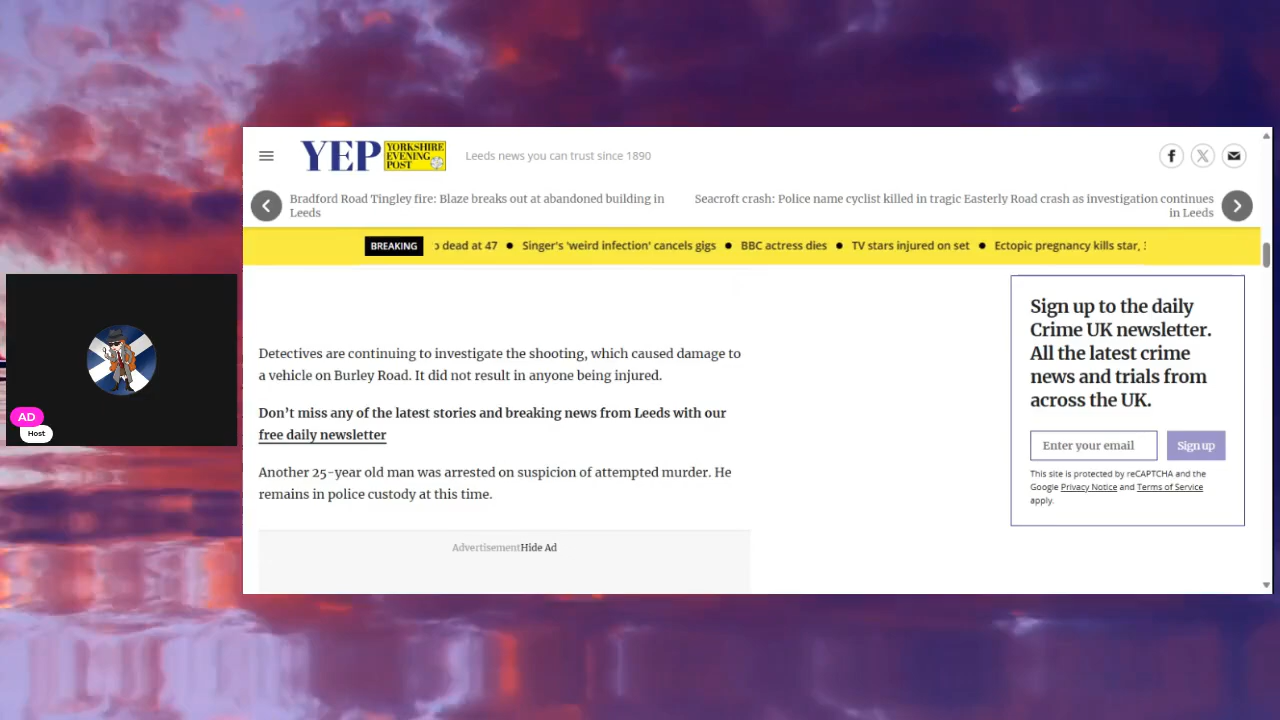 YEP YORKSHIRE EVENING POST
Leeds news you can trust since 1890
Bradford Road Tingley fire: Blaze breaks out at abandoned building in
Leeds
Seacroft crash: Police name cyclist killed in tragic Easterly Road crash as investigation continues
in Leeds
BREAKING dead at 47 ● Singer's 'weird infection' cancels gigs ● BBC actress dies ● TV stars injured on set ● Ectopic pregnancy kills star,
Detectives are continuing to investigate the shooting, which caused damage to
a vehicle on Burley Road. It did not result in anyone being injured.
Don't miss any of the latest stories and breaking news from Leeds with our
free daily newsletter
Another 25-year old man was arrested on suspicion of attempted murder. He
remains in police custody at this time.
AdvertisementHide Ad
Sign up to the daily
Crime UK newsletter.
All the latest crime
news and trials from
across the UK.
Enter your email
Sign up
This site is protected by reCAPTCHA and the
Google Privacy Notice and Terms of Service
apply.
AD
Host